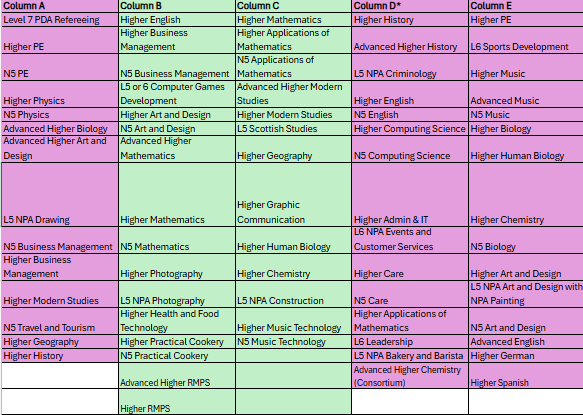 Column A Column B Column C Column D* Column E
Level 7 PDA Refereeing Higher English Higher Mathematics Higher History Higher PE
Higher PE Higher Business Management Higher Applications of Mathematics Advanced Higher History L6 Sports Development
N5 PE N5 Business Management N5 Applications of Mathematics L5 NPA Criminology Higher Music
Higher Physics L5 or 6 Computer Games Development Advanced Higher Modern Studies Higher English Advanced Music
N5 Physics Higher Art and Design Higher Modern Studies N5 English N5 Music
Advanced Higher Biology N5 Art and Design L5 Scottish Studies Higher Computing Science Higher Biology
Advanced Higher Art and Design Advanced Higher Mathematics Higher Geography N5 Computing Science Higher Human Biology
L5 NPA Drawing Higher Mathematics Higher Graphic Communication Higher Admin & IT Higher Chemistry
N5 Business Management N5 Mathematics Higher Human Biology L6 NPA Events and Customer Services N5 Biology
Higher Business Management Higher Photography Higher Chemistry Higher Care Higher Art and Design
Higher Modern Studies L5 NPA Photography L5 NPA Construction N5 Care L5 NPA Art and Design with NPA Painting
N5 Travel and Tourism Higher Health and Food Technology Higher Music Technology Higher Applications of Mathematics N5 Art and Design
Higher Geography Higher Practical Cookery N5 Music Technology L6 Leadership Advanced English
Higher History N5 Practical Cookery L5 NPA Bakery and Barista Higher German
Advanced Higher RMPS Advanced Higher Chemistry (Consortium) Higher Spanish
Higher RMPS